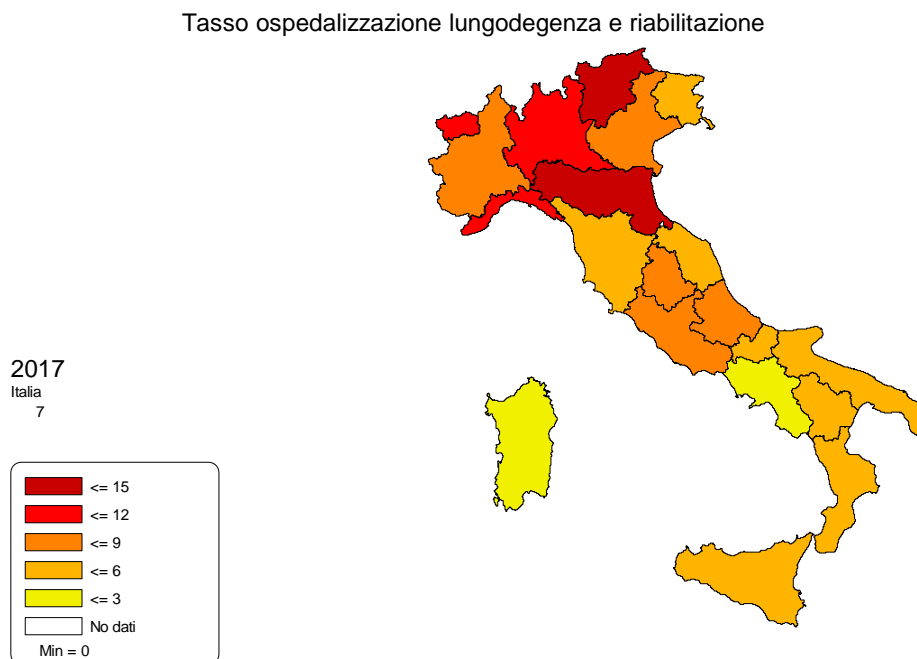 Tasso ospedalizzazione lungodegenza e riabilitazione
2017
Italia
7
<= 15
<= 12
<= 9
<= 6
<= 3
No dati
Min = 0